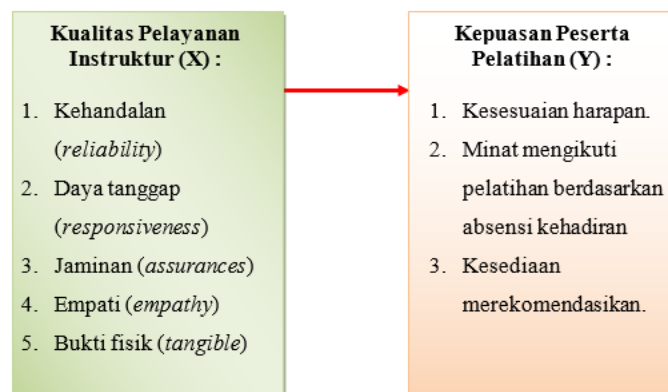 Kualitas Pelayanan
Instruktur (X) :
1. Kehandalan
(reliability)
2. Daya tanggap
(responsiveness)
3. Jaminan (assurances)
4. Empati (empathy)
5. Bukti fisik (tangible)
Kepuasan Peserta
Pelatihan (Y) :
1. Kesesuaian harapan.
2. Minat mengikuti
pelatihan berdasarkan
absensi kehadiran
3. Kesediaan
merekomendasikan.